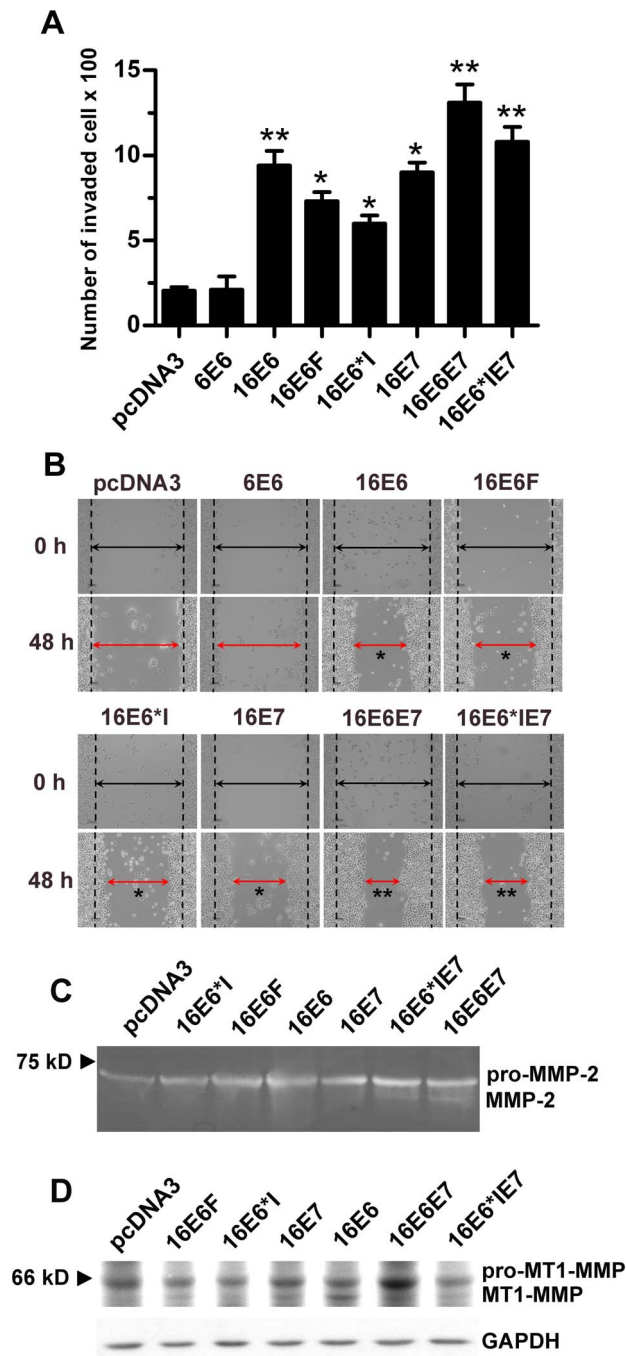 A
Number of invaded cell x 100
15
10
5
0
** * * * ** **
pcDNA3 6E6 16E6 16E6F 16E6*I 16E7 16E6E7 16E6*IE7
B
pcDNA3 6E6 16E6 16E6F
0 h
48 h
* *
16E6*I 16E7 16E6E7 16E6*IE7
0 h
48 h
* * ** **
C
pcDNA3 16E6*I 16E6F 16E6 16E7 16E6*IE7 16E6E7
75 kD
pro-MMP-2
MMP-2
D
pcDNA3 16E6F 16E6*I 16E7 16E6 16E6E7 16E6*IE7
66 kD
pro-MT1-MMP
MT1-MMP
GAPDH